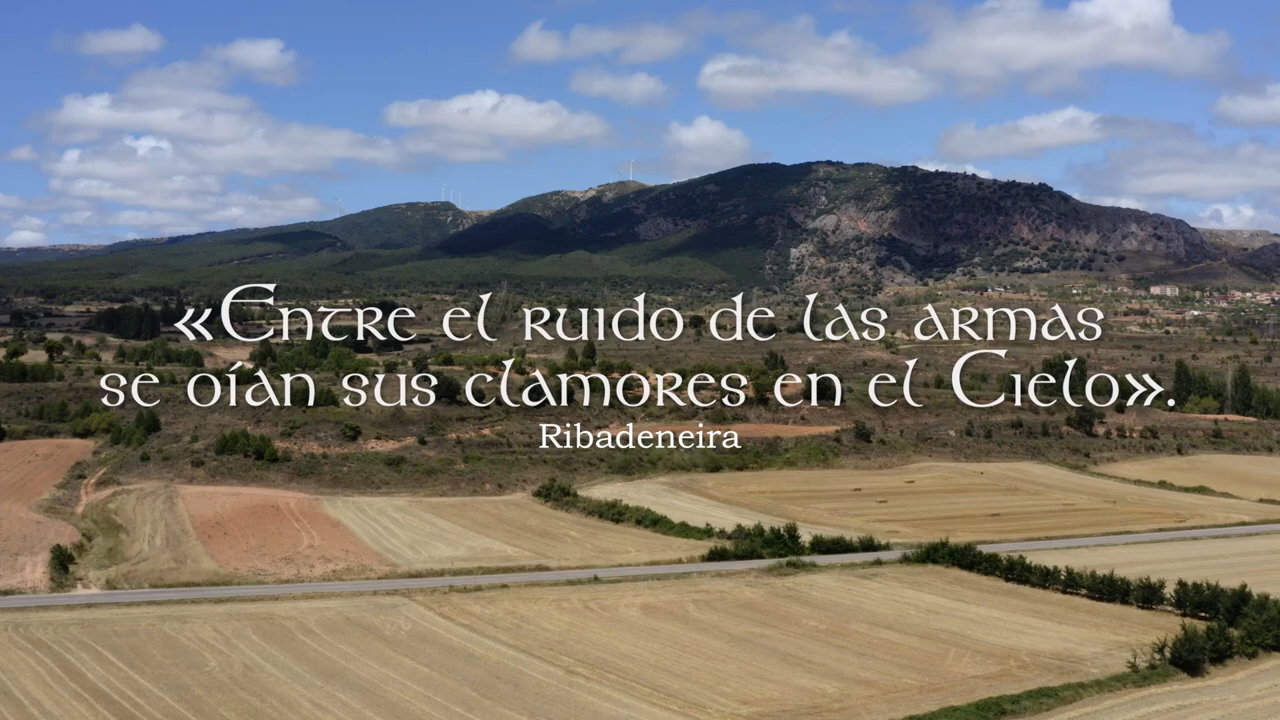 «Entre el ruido de las armas
se oían sus clamores en el Cielo».
Ribadeneira